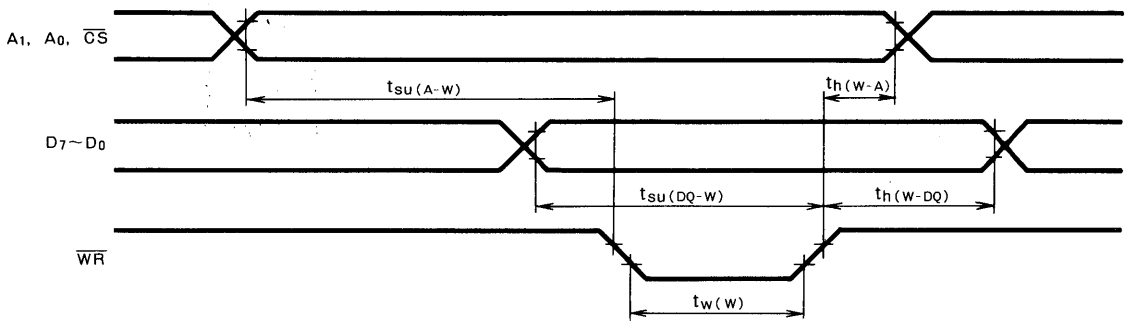 A1, A0, CS
tsu(A-W)
th(W-A)
D7~D0
tsu(DQ-W)
th(W-DQ)
WR
tw(W)